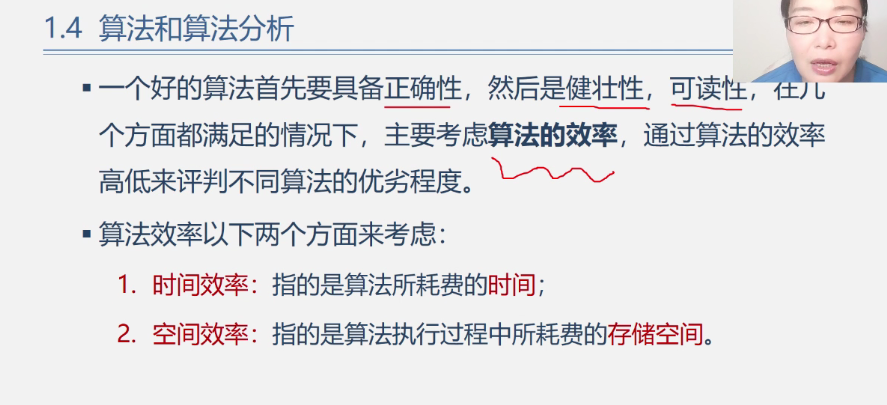 1.4 算法和算法分析
一个好的算法首先要具备正确性，然后是健壮性，可读性，在几
个方面都满足的情况下，主要考虑算法的效率，通过算法的效率
高低来评判不同算法的优劣程度。
算法效率以下两个方面来考虑：
1. 时间效率：指的是算法所耗费的时间；
2. 空间效率：指的是算法执行过程中所耗费的存储空间。